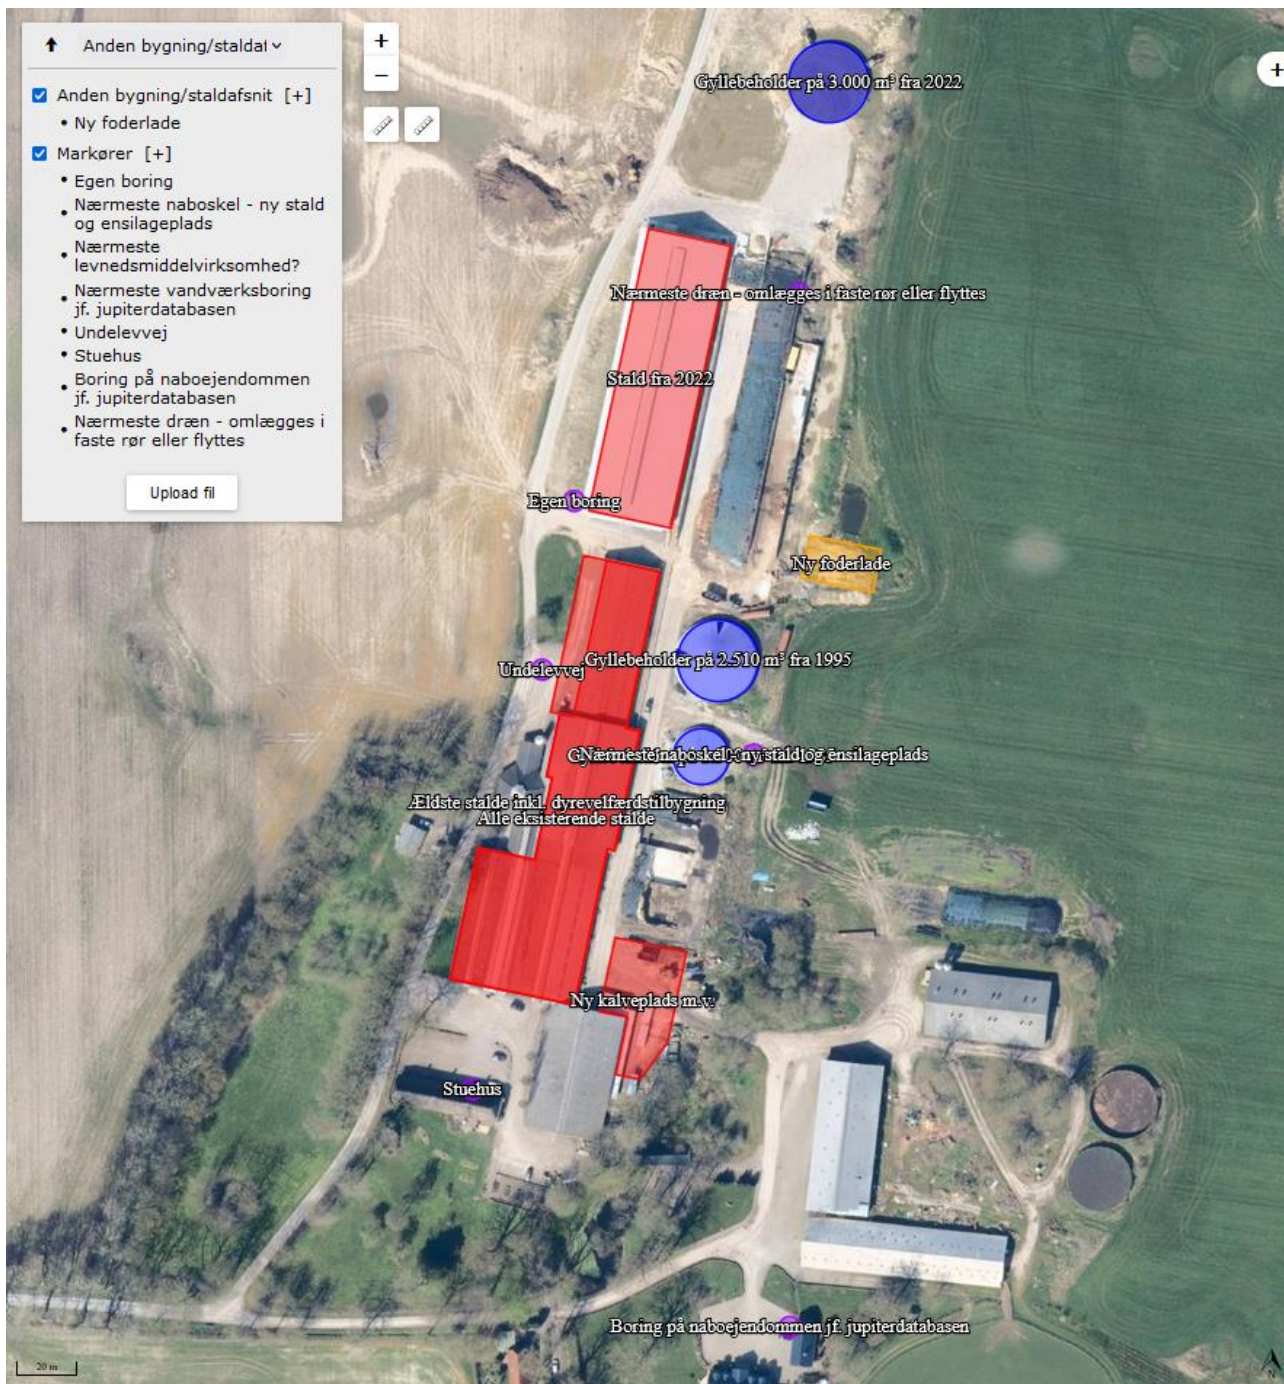 Anden bygning/staldaf
Anden bygning/staldafsnit [+]
• Ny foderlade
Markører [+]
• Egen boring
• Nærmeste naboskel - ny stald
og ensilageplads
• Nærmeste
levnedsmiddelvirksomhed?
• Nærmeste vandværksboring
jf. jupiterdatabasen
• Undelevvej
• Stuehus
• Boring på naboejendommen
jf. jupiterdatabasen
• Nærmeste dræn - omlægges i
faste rør eller flyttes
Upload fil
+
−
+
Gyllebeholder på 3.000 m³ fra 2022
Nærmeste dræn - omlægges i faste rør eller flyttes
Stald fra 2022
Egen boring
Ny foderlade
Gyllebeholder på 2.510 m³ fra 1995
Undelevvej
Nærmeste naboskel - ny stald og ensilageplads
Ældste stalde inkl. dyrevelfærdstilbygning
Alle eksisterende stalde
Ny kalveplads m.v.
Stuehus
Boring på naboejendommen jf. jupiterdatabasen
20 m
N